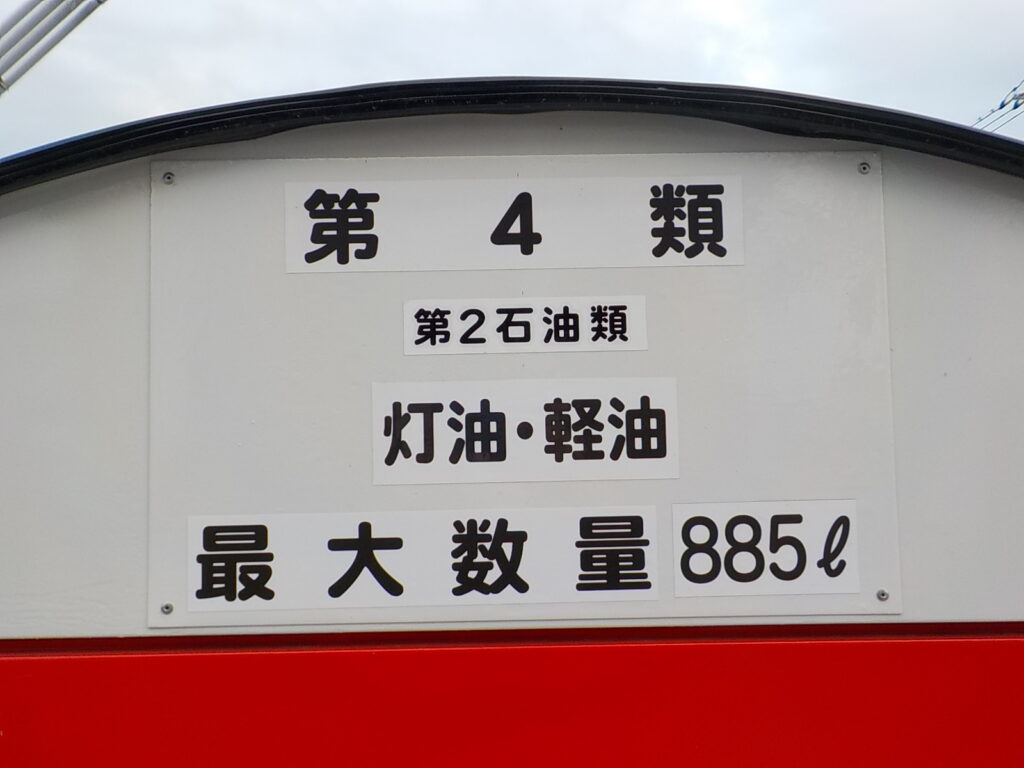 第4類
第2石油類
灯油・軽油
最大数量 885ℓ